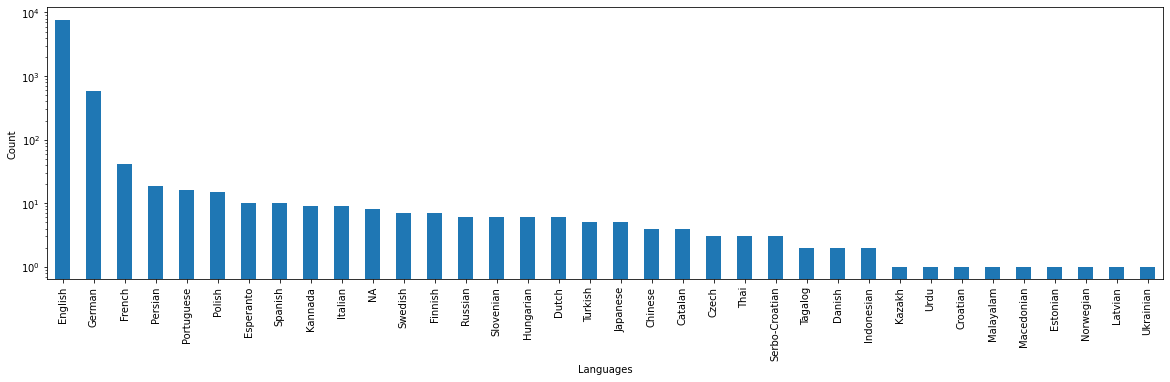 10⁴
10³
10²
10¹
10⁰
Count
English
German
French
Persian
Portuguese
Polish
Esperanto
Spanish
Kannada
Italian
NA
Swedish
Finnish
Russian
Slovenian
Hungarian
Dutch
Turkish
Japanese
Chinese
Catalan
Czech
Thai
Serbo-Croatian
Tagalog
Danish
Indonesian
Kazakh
Urdu
Croatian
Malayalam
Macedonian
Estonian
Norwegian
Latvian
Ukrainian
Languages